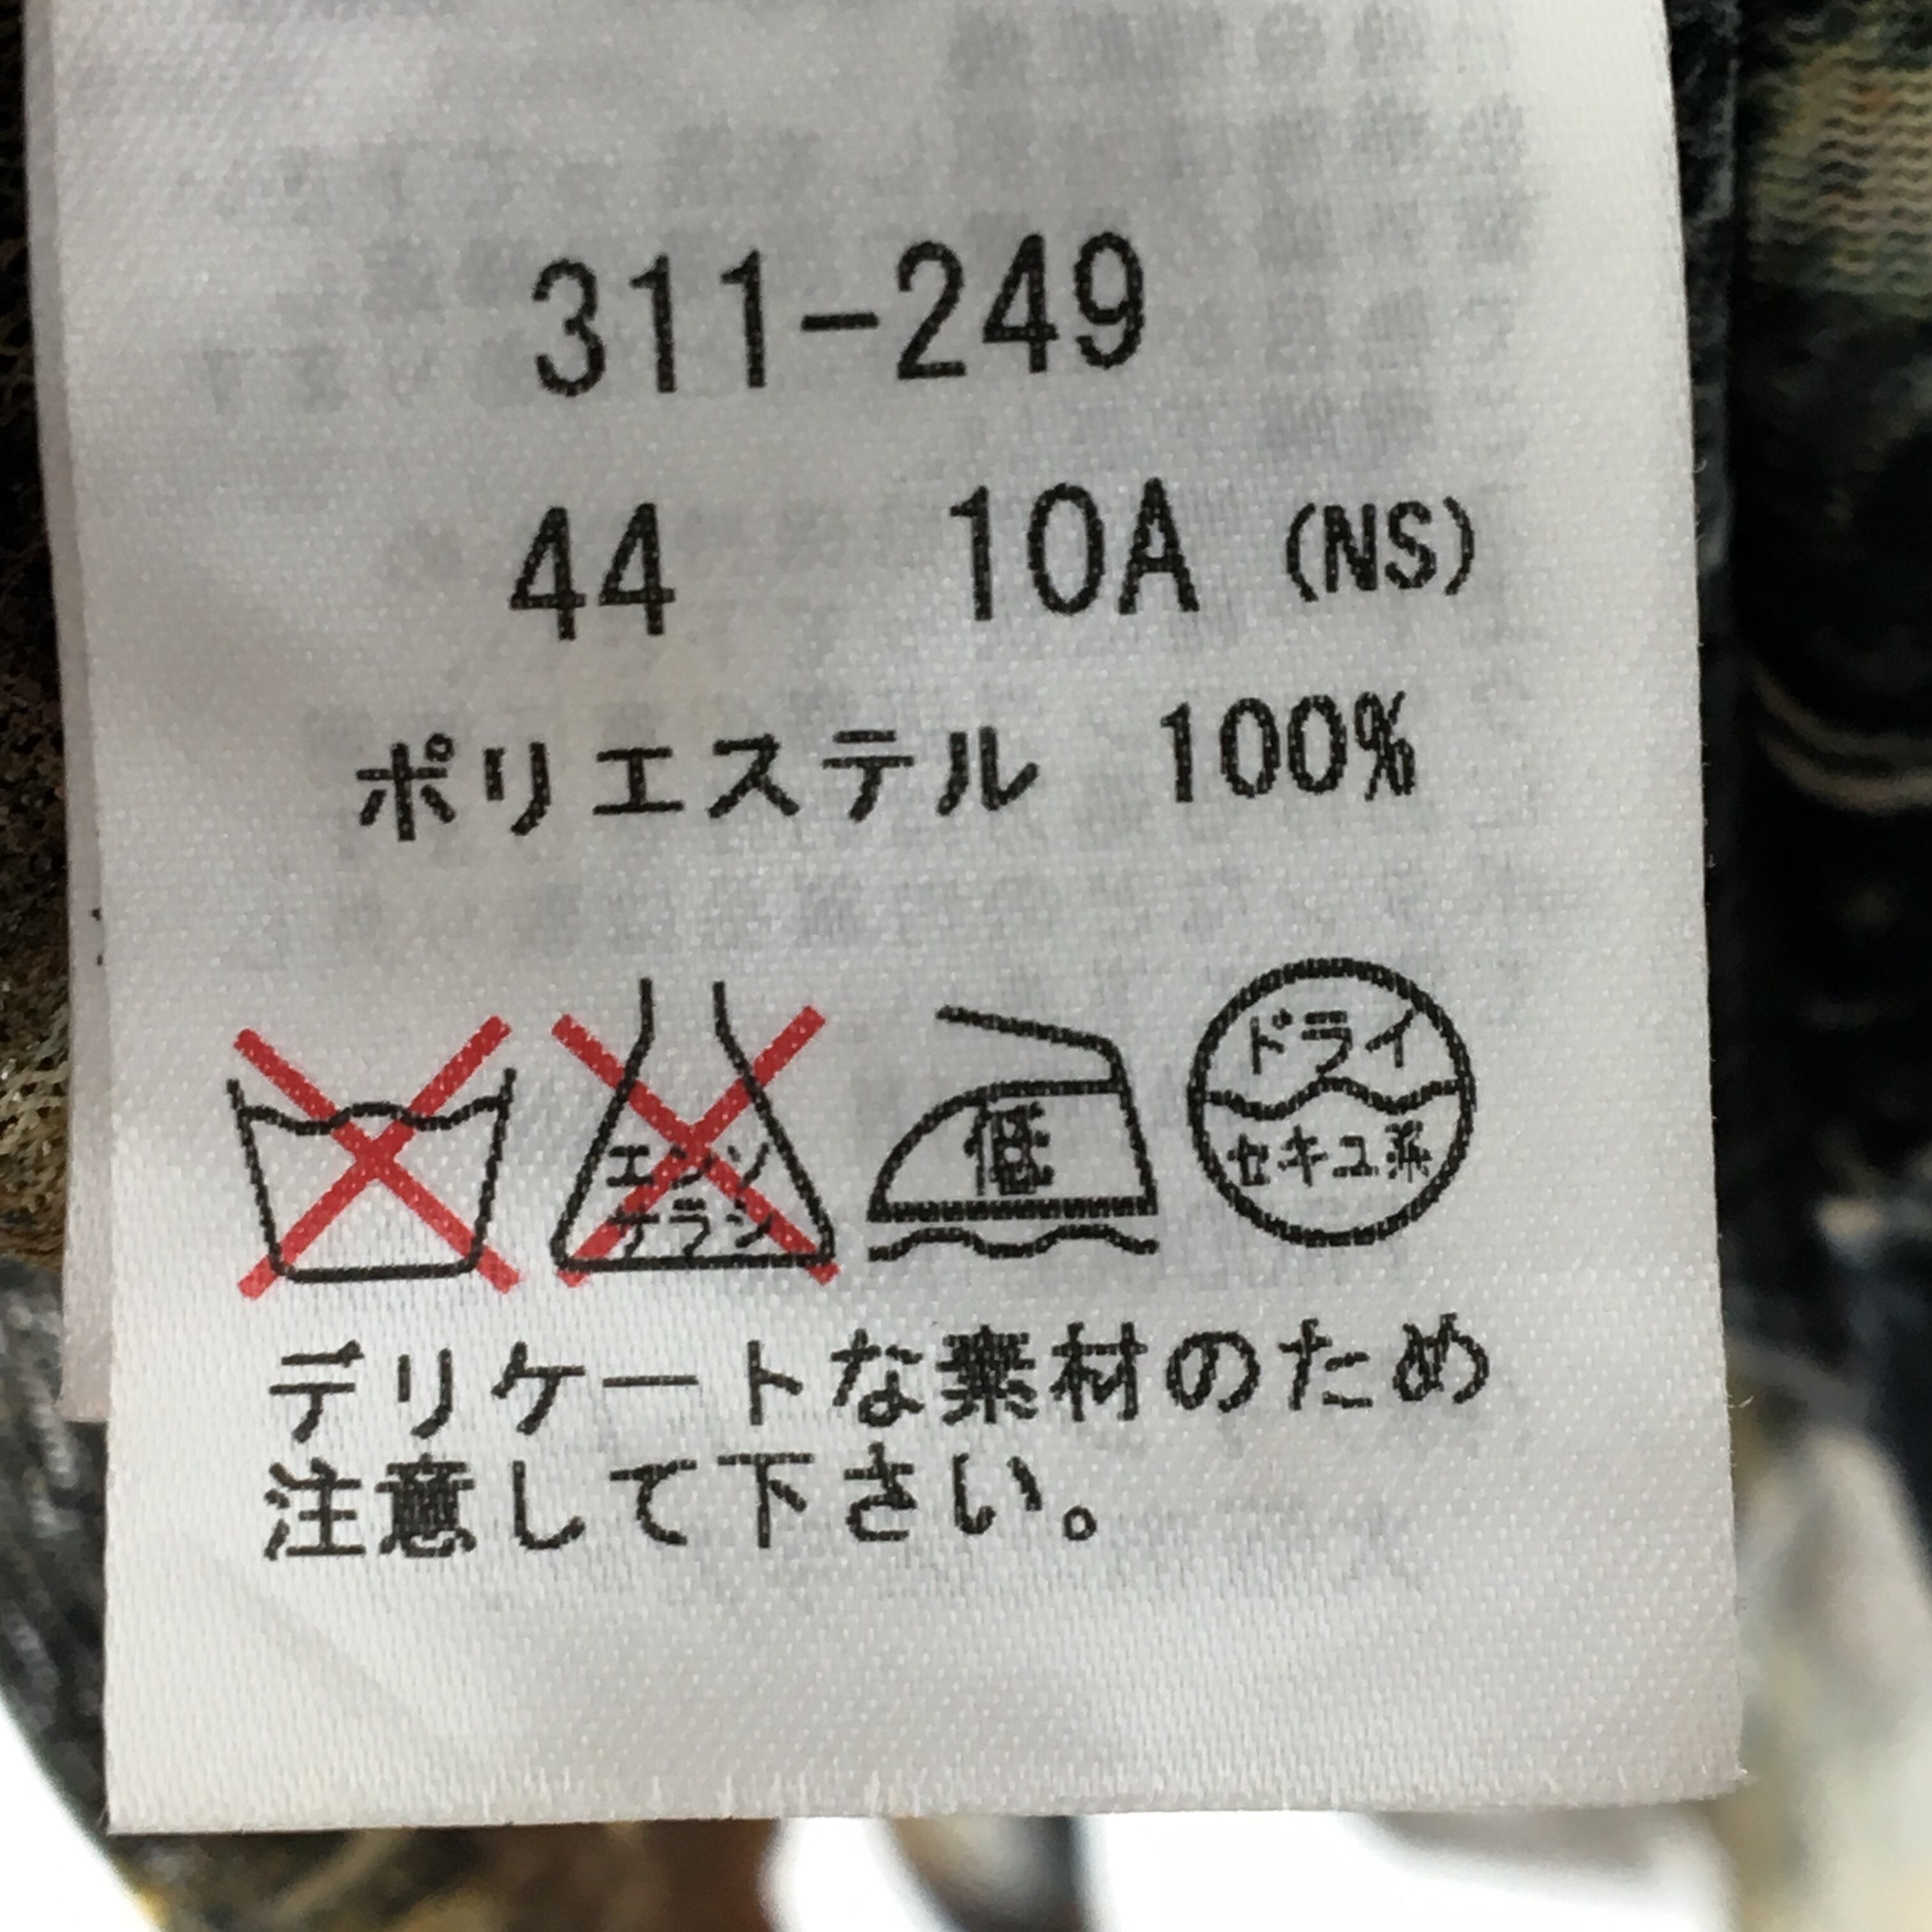 311-249
44 10A (NS)
ポリエステル 100%
エンソ
サラシ
低
ドライ
セキユ系
デリケートな素材のため
注意して下さい。